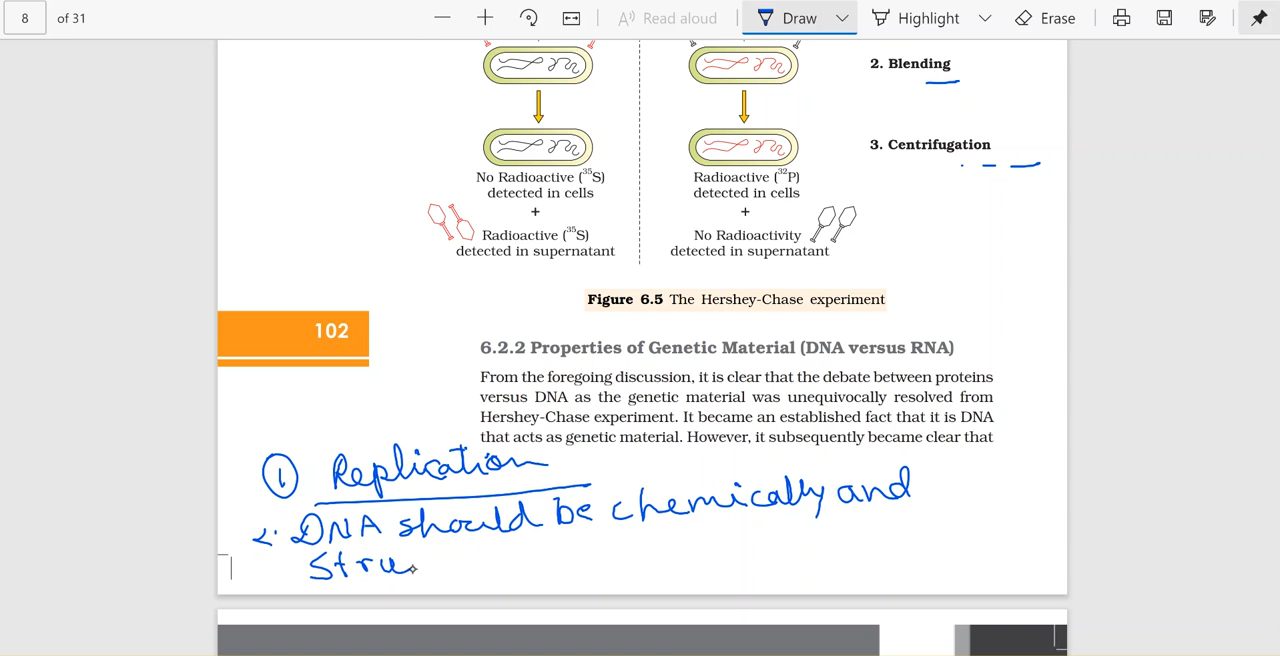 8 of 31 Read aloud Draw Highlight Erase
2. Blending
3. Centrifugation
No Radioactive (35S)
detected in cells
+
Radioactive (35S)
detected in supernatant
Radioactive (32P)
detected in cells
+
No Radioactivity
detected in supernatant
Figure 6.5 The Hershey-Chase experiment
102
6.2.2 Properties of Genetic Material (DNA versus RNA)
From the foregoing discussion, it is clear that the debate between proteins
versus DNA as the genetic material was unequivocally resolved from
Hershey-Chase experiment. It became an established fact that it is DNA
that acts as genetic material. However, it subsequently became clear that
1 Replication
2. DNA should be chemically and
Stru